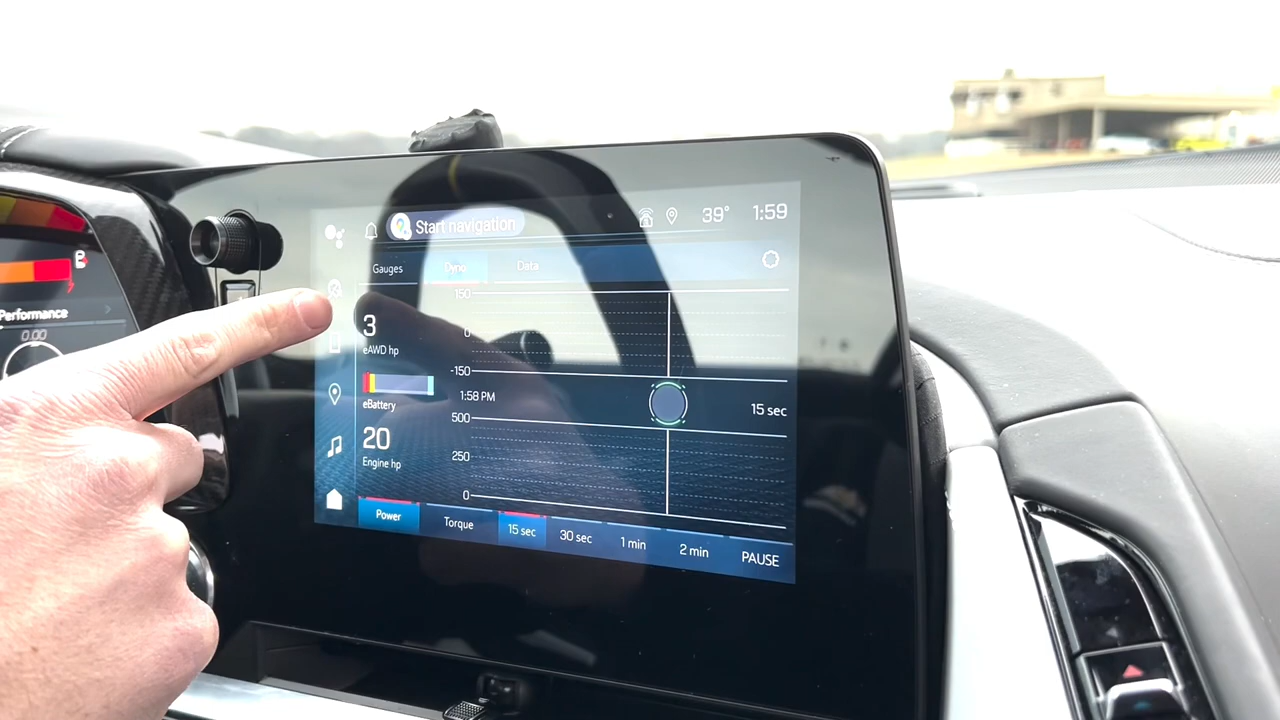 Start navigation
39° 1:59
Gauges Dyno Data
150
3
eAWD hp
0
-150
1:58 PM
15 sec
eBattery
500
20
Engine hp
250
0
Power Torque 15 sec 30 sec 1 min 2 min PAUSE
Performance
0.00